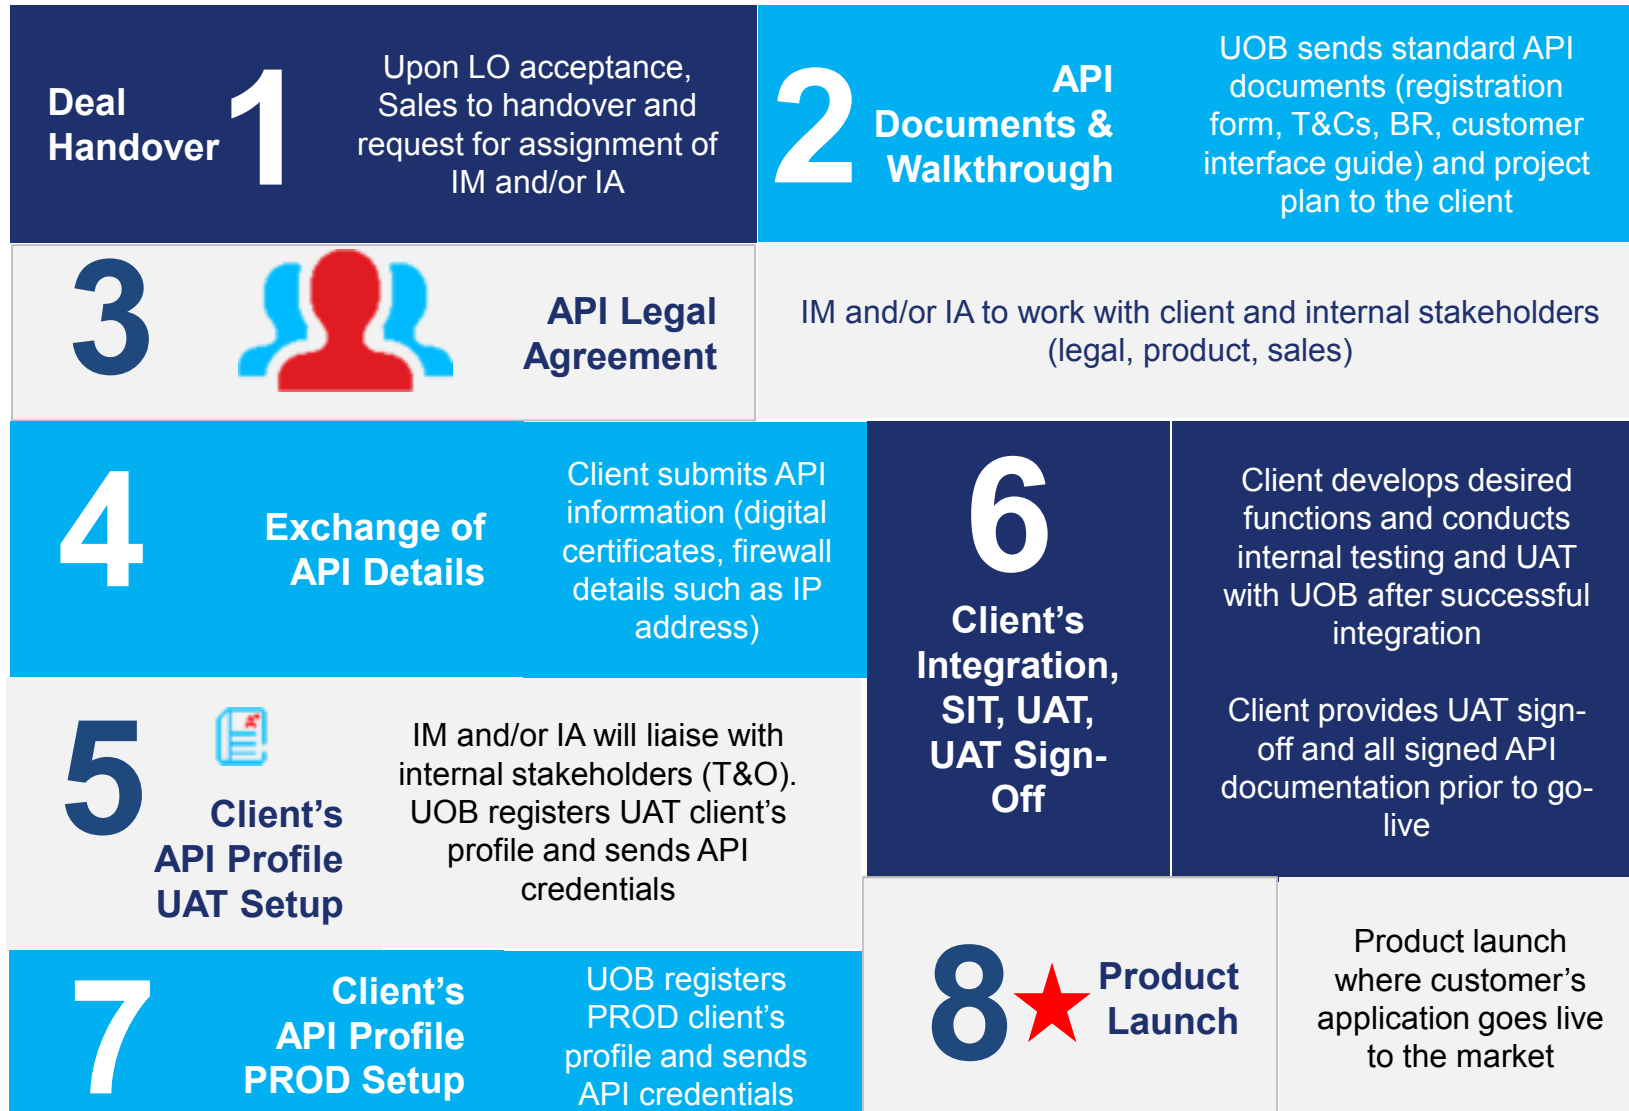 Deal
Handover
1
Upon LO acceptance,
Sales to handover and
request for assignment of
IM and/or IA
2
API
Documents &
Walkthrough
UOB sends standard API
documents (registration
form, T&Cs, BR, customer
interface guide) and project
plan to the client
3
API Legal
Agreement
IM and/or IA to work with client and internal stakeholders
(legal, product, sales)
4
Exchange of
API Details
Client submits API
information (digital
certificates, firewall
details such as IP
address)
5
Client’s
API Profile
UAT Setup
IM and/or IA will liaise with
internal stakeholders (T&O).
UOB registers UAT client’s
profile and sends API
credentials
6
Client’s
Integration,
SIT, UAT,
UAT Sign-
Off
Client develops desired
functions and conducts
internal testing and UAT
with UOB after successful
integration
Client provides UAT sign-
off and all signed API
documentation prior to go-
live
7
Client’s
API Profile
PROD Setup
UOB registers
PROD client’s
profile and sends
API credentials
8
Product
Launch
Product launch
where customer’s
application goes live
to the market